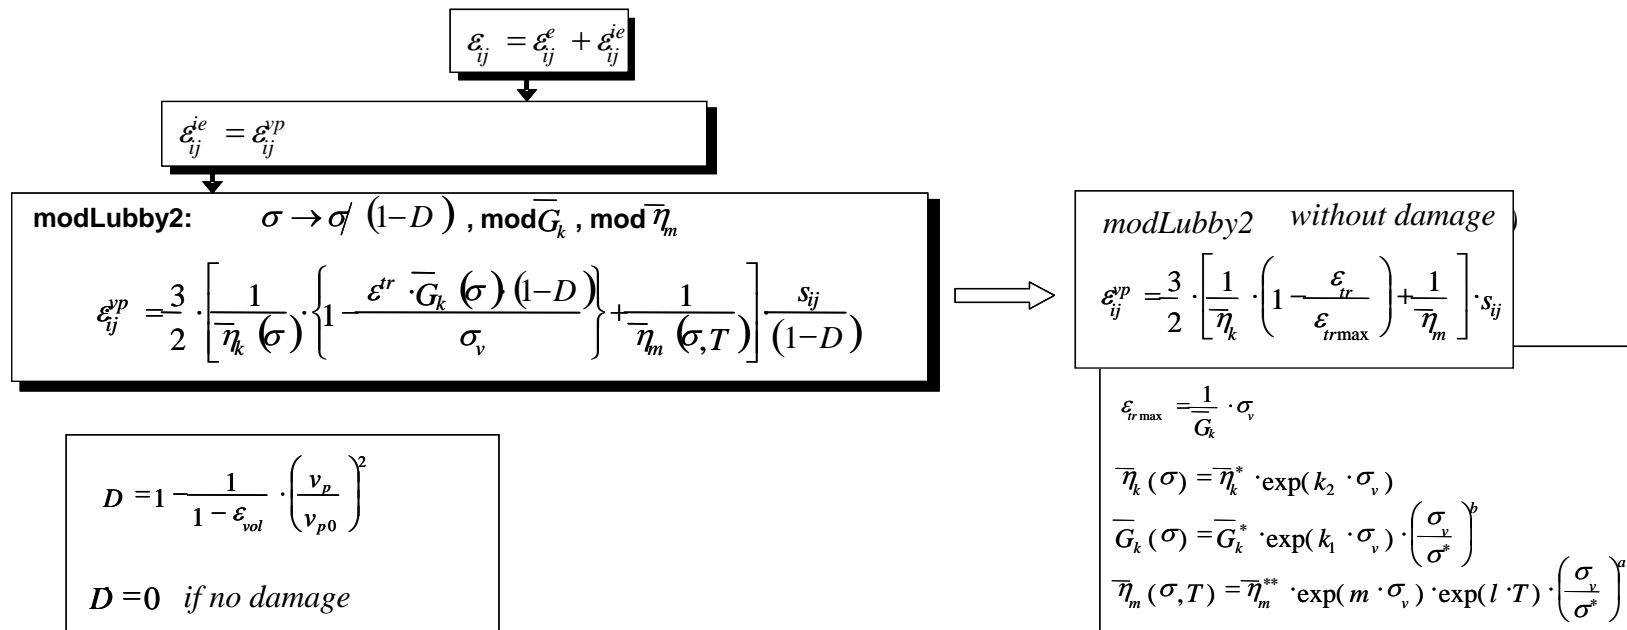 ε_ij = ε_ij^e + ε_ij^ie
ε_ij^ie = ε_ij^vp
modLubby2: σ → σ/ (1−D) , mod G̅_k , mod η̅_m
ε_ij^vp = 3/2 · [ 1/(η̅_k (σ)) · { 1 − (ε^tr · G̅_k (σ) · (1−D))/σ_v } + 1/(η̅_m (σ,T)) ] · s_ij/(1−D)
modLubby2 without damage )
ε_ij^vp = 3/2 · [ 1/η̅_k · ( 1 − ε_tr/ε_trmax ) + 1/η̅_m ] · s_ij
ε_tr max = 1/G̅_k · σ_v
η̅_k (σ) = η̅_k^* · exp( k_2 · σ_v )
G̅_k (σ) = G̅_k^* · exp( k_1 · σ_v ) · ( σ_v/σ^* )^b
η̅_m (σ,T) = η̅_m^** · exp( m · σ_v ) · exp( l · T ) · ( σ_v/σ^* )^a
D = 1 − 1/(1 − ε_vol) · ( v_p/v_p0 )^2
D = 0 if no damage